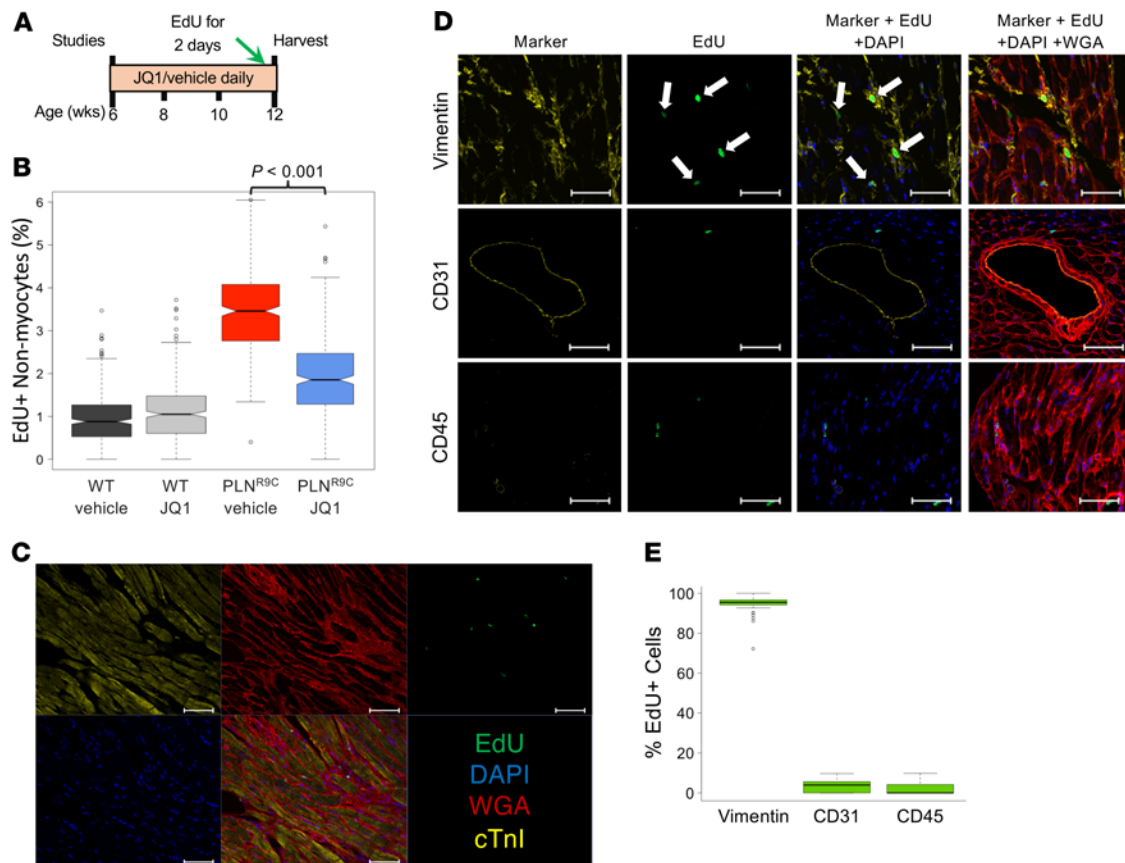 A
EdU for
2 days
Studies
Harvest
JQ1/vehicle daily
Age (wks)
6
8
10
12
B
P < 0.001
EdU+ Non-myocytes (%)
6
5
4
3
2
1
0
WT
vehicle
WT
JQ1
PLNR9C
vehicle
PLNR9C
JQ1
C
EdU
DAPI
WGA
cTnI
D
Marker
EdU
Marker + EdU
+DAPI
Marker + EdU
+DAPI +WGA
Vimentin
CD31
CD45
E
% EdU+ Cells
100
80
60
40
20
0
Vimentin
CD31
CD45